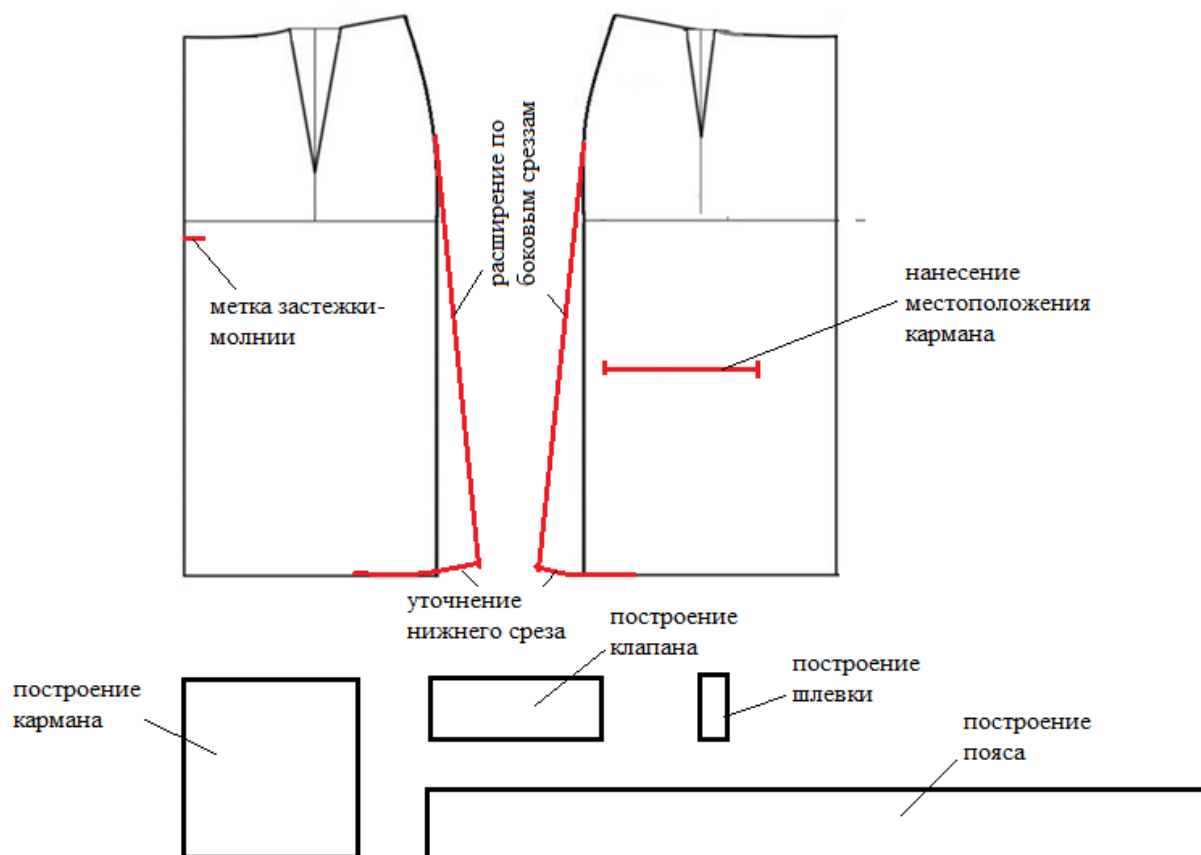 расширение по
боковым срeззам
метка застежки-
молнии
нанесение
местоположения
кармана
уточнение
нижнего среза
построение
клапана
построение
шлевки
построение
кармана
построение
пояса